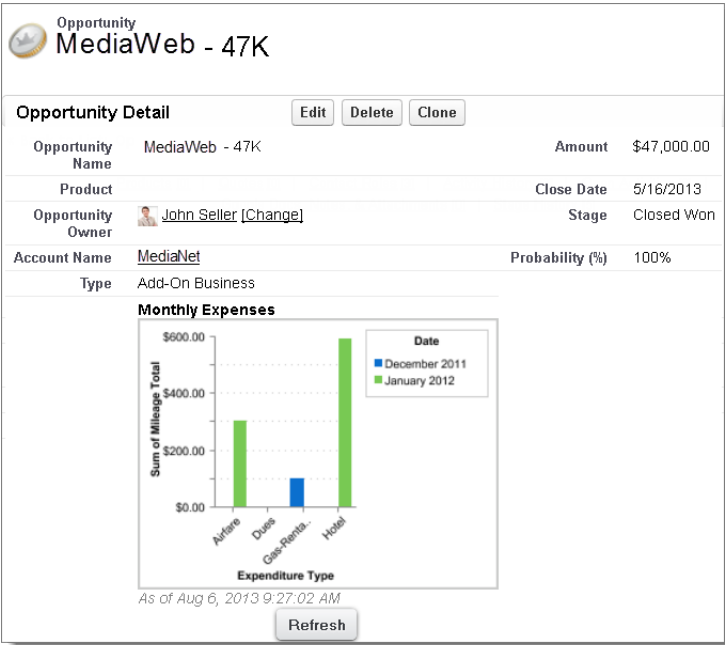 Opportunity
MediaWeb - 47K
Opportunity Detail
Edit
Delete
Clone
Opportunity Name
MediaWeb - 47K
Amount
$47,000.00
Product
Close Date
5/16/2013
Opportunity Owner
John Seller [Change]
Stage
Closed Won
Account Name
MediaNet
Probability (%)
100%
Type
Add-On Business
Monthly Expenses
Sum of Mileage Total
$600.00
$400.00
$200.00
$0.00
Airfare
Dues
Gas-Renta..
Hotel
Expenditure Type
Date
December 2011
January 2012
As of Aug 6, 2013 9:27:02 AM
Refresh